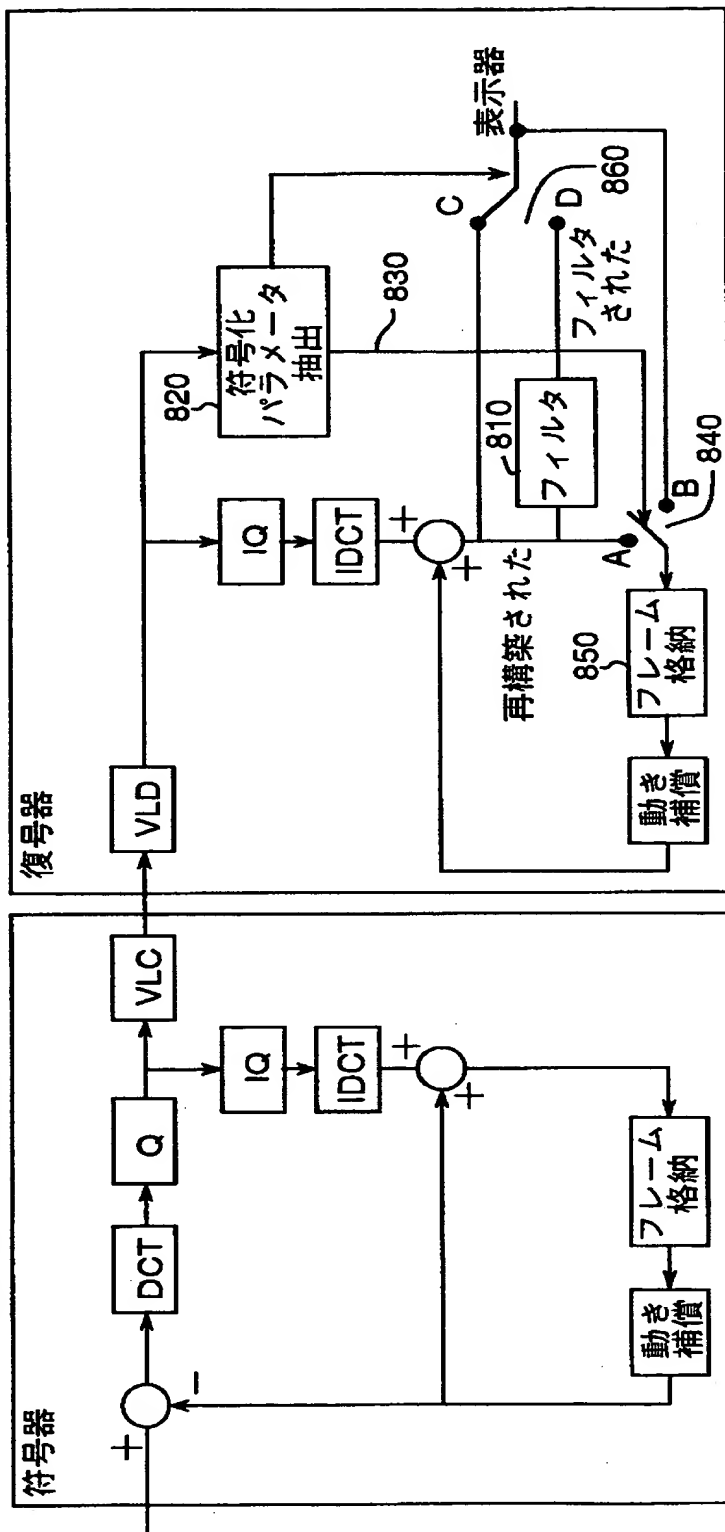 符号器
+
−
DCT
Q
VLC
IQ
IDCT
+
+
フレーム
格納
動き
補償
復号器
VLD
820
符号化
パラメータ
抽出
830
IQ
IDCT
+
+
再構築された
810
フィルタ
フィルタ
された
C
D
860
表示器
A
B
840
850
フレーム
格納
動き
補償